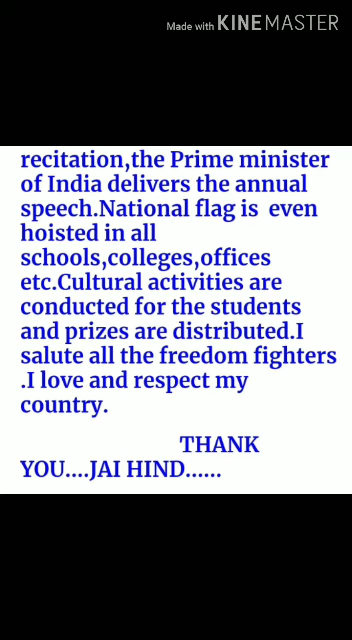 Made with KINEMASTER
recitation,the Prime minister
of India delivers the annual
speech.National flag is  even
hoisted in all
schools,colleges,offices
etc.Cultural activities are
conducted for the students
and prizes are distributed.I
salute all the freedom fighters
.I love and respect my
country.
THANK
YOU....JAI HIND......